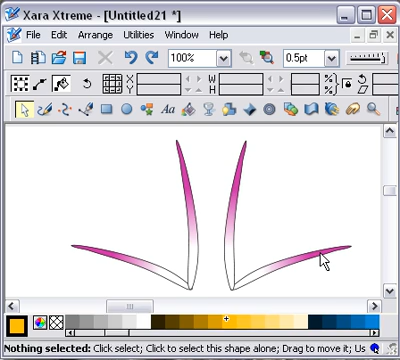 Xara Xtreme - [Untitled21 *]
File Edit Arrange Utilities Window Help
100% 0.5pt
X Y W H % %
Aa
Nothing selected: Click select; Click to select this shape alone; Drag to move it; Us